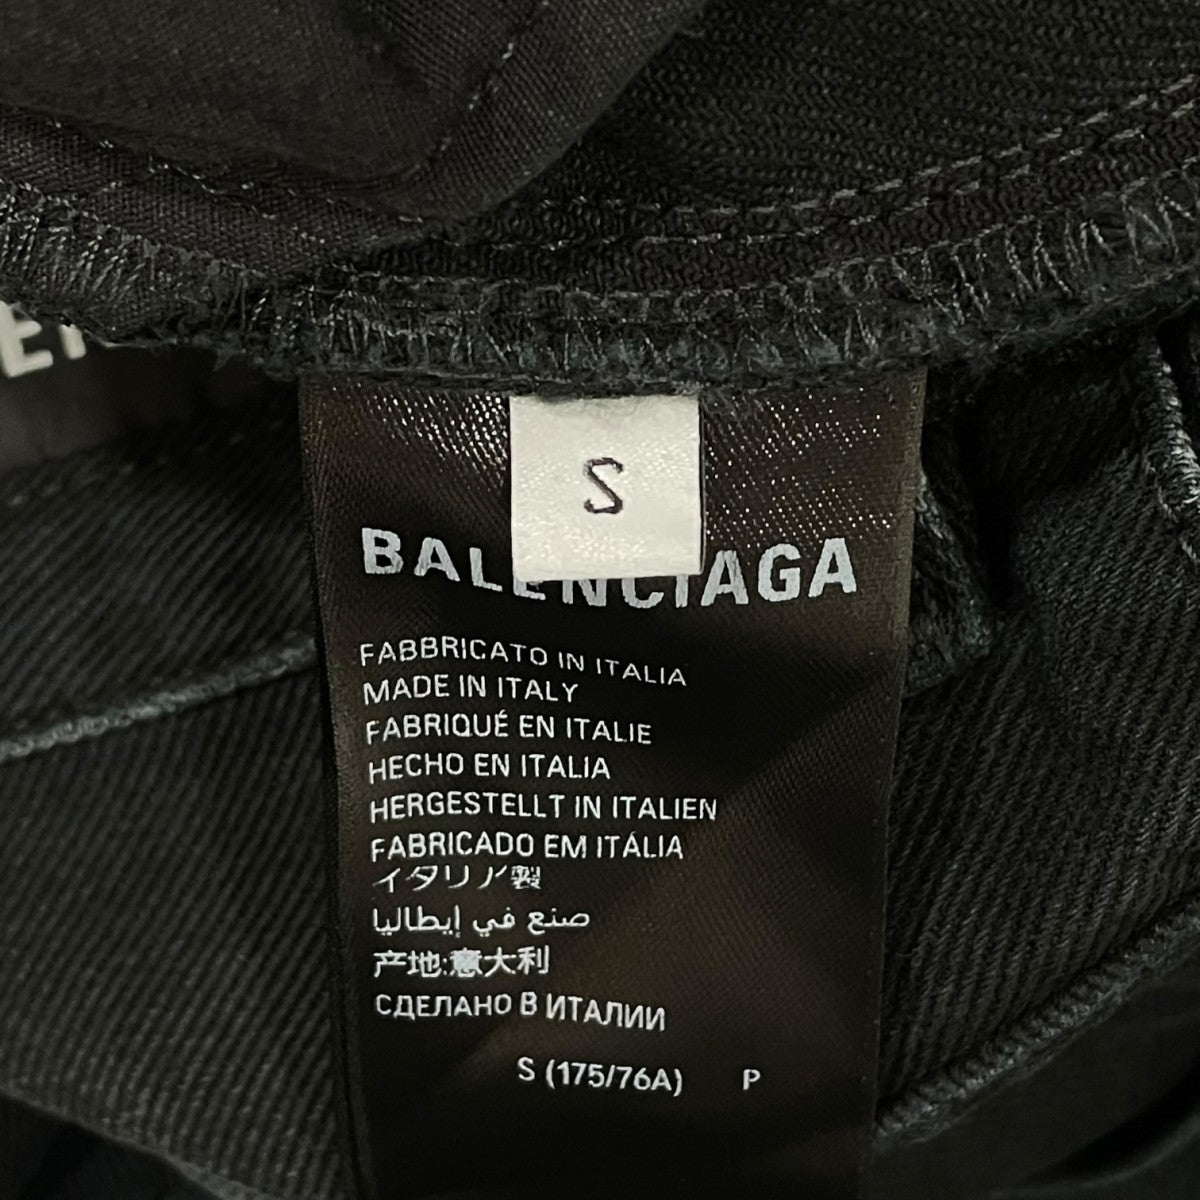 S
BALENCIAGA
FABBRICATO IN ITALIA
MADE IN ITALY
FABRIQUÉ EN ITALIE
HECHO EN ITALIA
HERGESTELLT IN ITALIEN
FABRICADO EM ITÁLIA
イタリア製
صنع في إيطاليا
产地:意大利
СДЕЛАНО В ИТАЛИИ
S (175/76A) P